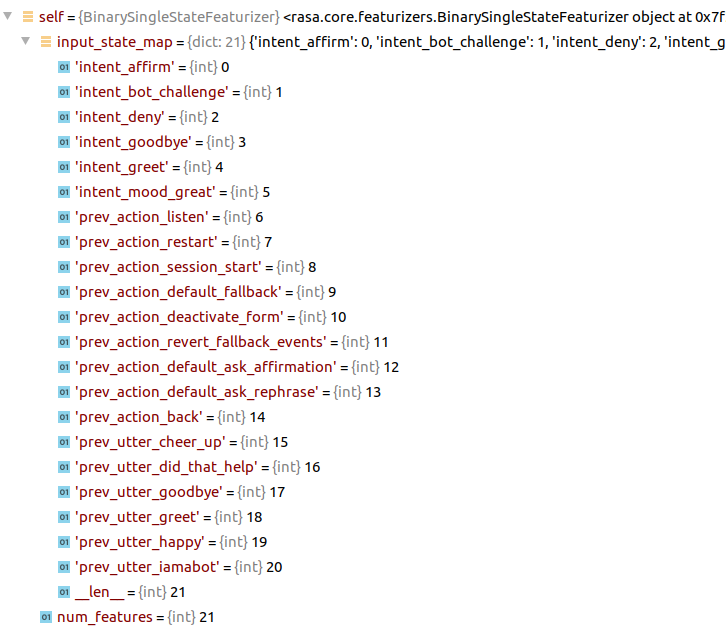 self = {BinarySingleStateFeaturizer} <rasa.core.featurizers.BinarySingleStateFeaturizer object at 0x7f
input_state_map = {dict: 21} {'intent_affirm': 0, 'intent_bot_challenge': 1, 'intent_deny': 2, 'intent_g
01 'intent_affirm' = {int} 0
01 'intent_bot_challenge' = {int} 1
01 'intent_deny' = {int} 2
01 'intent_goodbye' = {int} 3
01 'intent_greet' = {int} 4
01 'intent_mood_great' = {int} 5
01 'prev_action_listen' = {int} 6
01 'prev_action_restart' = {int} 7
01 'prev_action_session_start' = {int} 8
01 'prev_action_default_fallback' = {int} 9
01 'prev_action_deactivate_form' = {int} 10
01 'prev_action_revert_fallback_events' = {int} 11
01 'prev_action_default_ask_affirmation' = {int} 12
01 'prev_action_default_ask_rephrase' = {int} 13
01 'prev_action_back' = {int} 14
01 'prev_utter_cheer_up' = {int} 15
01 'prev_utter_did_that_help' = {int} 16
01 'prev_utter_goodbye' = {int} 17
01 'prev_utter_greet' = {int} 18
01 'prev_utter_happy' = {int} 19
01 'prev_utter_iamabot' = {int} 20
01 __len__ = {int} 21
01 num_features = {int} 21